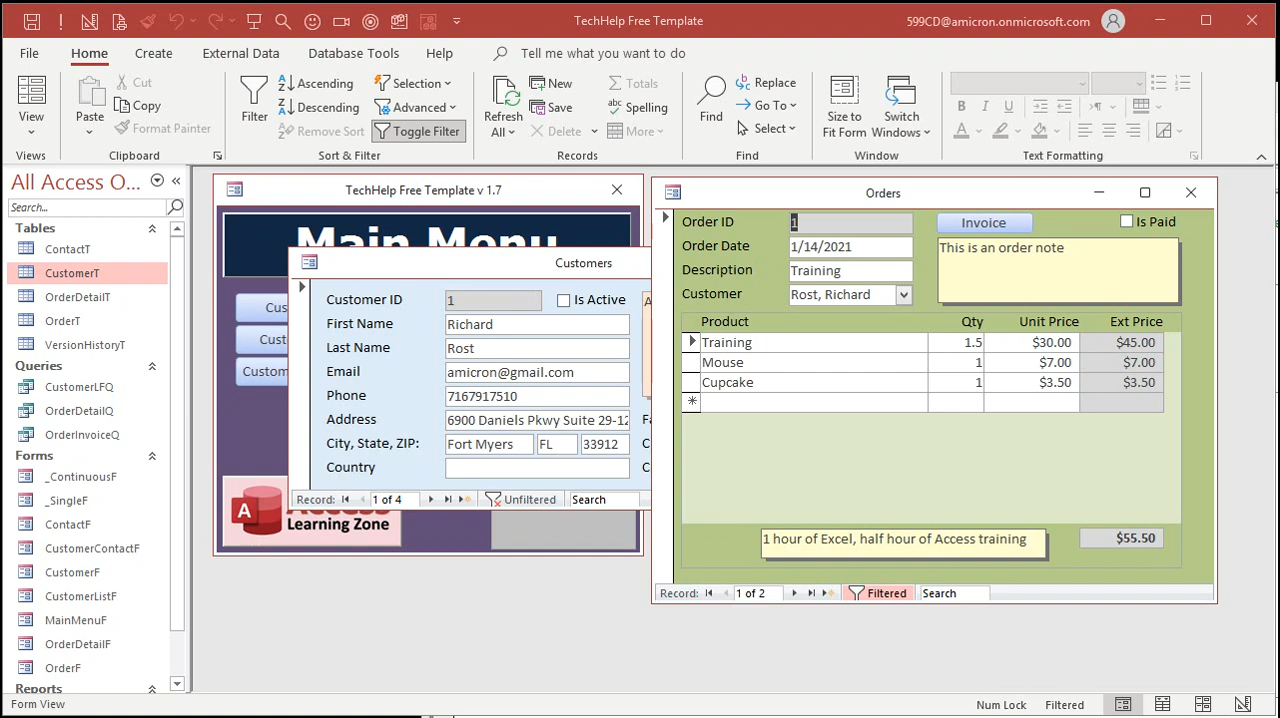 TechHelp Free Template
599CD@amicron.onmicrosoft.com
File Home Create External Data Database Tools Help Tell me what you want to do
View
Views
Paste
Cut
Copy
Format Painter
Clipboard
Filter
Ascending
Descending
Remove Sort
Selection
Advanced
Toggle Filter
Sort & Filter
Refresh
All
New
Save
Delete
Totals
Spelling
More
Records
Find
Replace
Go To
Select
Find
Size to
Fit Form
Switch
Windows
Window
B I U
A
Text Formatting
All Access O...
Search...
Tables
ContactT
CustomerT
OrderDetailT
OrderT
VersionHistoryT
Queries
CustomerLFQ
OrderDetailQ
OrderInvoiceQ
Forms
_ContinuousF
_SingleF
ContactF
CustomerContactF
CustomerF
CustomerListF
MainMenuF
OrderDetailF
OrderF
Reports
TechHelp Free Template v 1.7
Main Menu
Cus
Cust
Custom
A
Learning Zone
Customers
Customer ID 1 Is Active
First Name Richard
Last Name Rost
Email amicron@gmail.com
Phone 7167917510
Address 6900 Daniels Pkwy Suite 29-12
City, State, ZIP: Fort Myers FL 33912
Country
A
Fa
C
C
Record: 1 of 4 Unfiltered Search
Orders
Order ID 1 Invoice Is Paid
Order Date 1/14/2021
Description Training
Customer Rost, Richard
This is an order note
Product Qty Unit Price Ext Price
Training 1.5 $30.00 $45.00
Mouse 1 $7.00 $7.00
Cupcake 1 $3.50 $3.50
1 hour of Excel, half hour of Access training $55.50
Record: 1 of 2 Filtered Search
Form View Num Lock Filtered